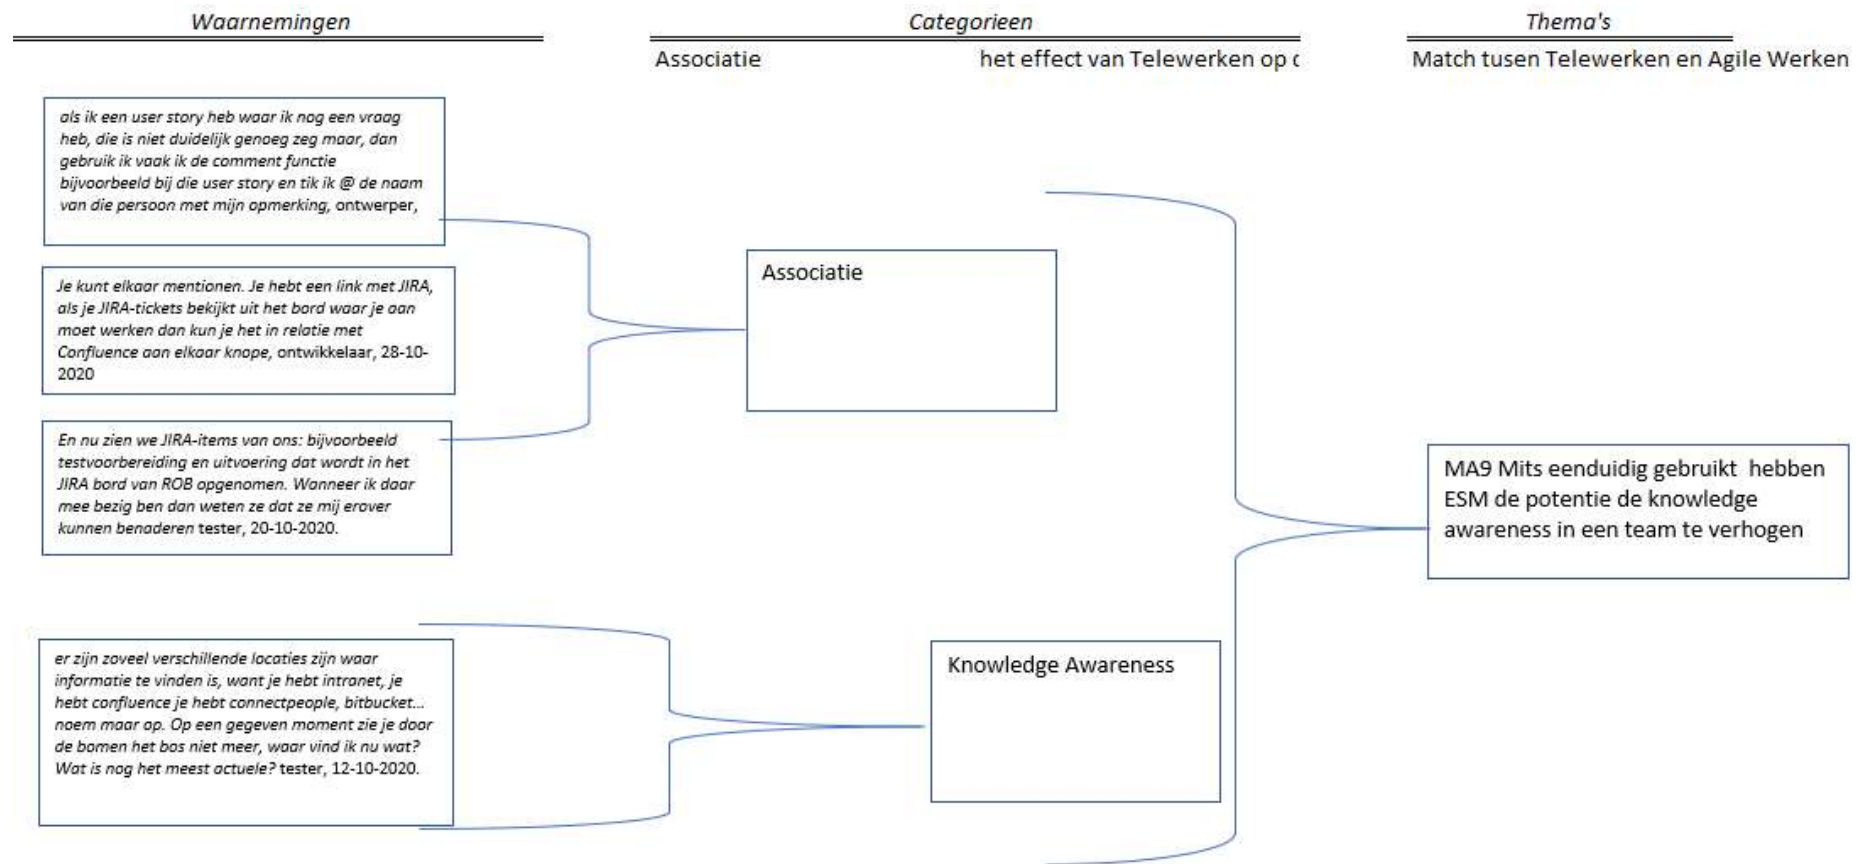 Waarnemingen
Categorieen
Thema's
Associatie
het effect van Telewerken op
Match tusen Telewerken en Agile Werken
als ik een user story heb waar ik nog een vraag
heb, die is niet duidelijk genoeg zeg maar, dan
gebruik ik vaak ik de comment functie
bijvoorbeeld bij die user story en tik ik @ de naam
van die persoon met mijn opmerking, ontwerper,
Je kunt elkaar mentionen. Je hebt een link met JIRA,
als je JIRA-tickets bekijkt uit het bord waar je aan
moet werken dan kun je het in relatie met
Confluence aan elkaar knope, ontwikkelaar, 28-10-
2020
En nu zien we JIRA-items van ons: bijvoorbeeld
testvoorbereiding en uitvoering dat wordt in het
JIRA bord van ROB opgenomen. Wanneer ik daar
mee bezig ben dan weten ze dat ze mij erover
kunnen benaderen tester, 20-10-2020.
Associatie
MA9 Mits eenduidig gebruikt hebben
ESM de potentie de knowledge
awareness in een team te verhogen
er zijn zoveel verschillende locaties zijn waar
informatie te vinden is, want je hebt intranet, je
hebt confluence je hebt connectpeople, bitbucket...
noem maar op. Op een gegeven moment zie je door
de bomen het bos niet meer, waar vind ik nu wat?
Wat is nog het meest actuele? tester, 12-10-2020.
Knowledge Awareness